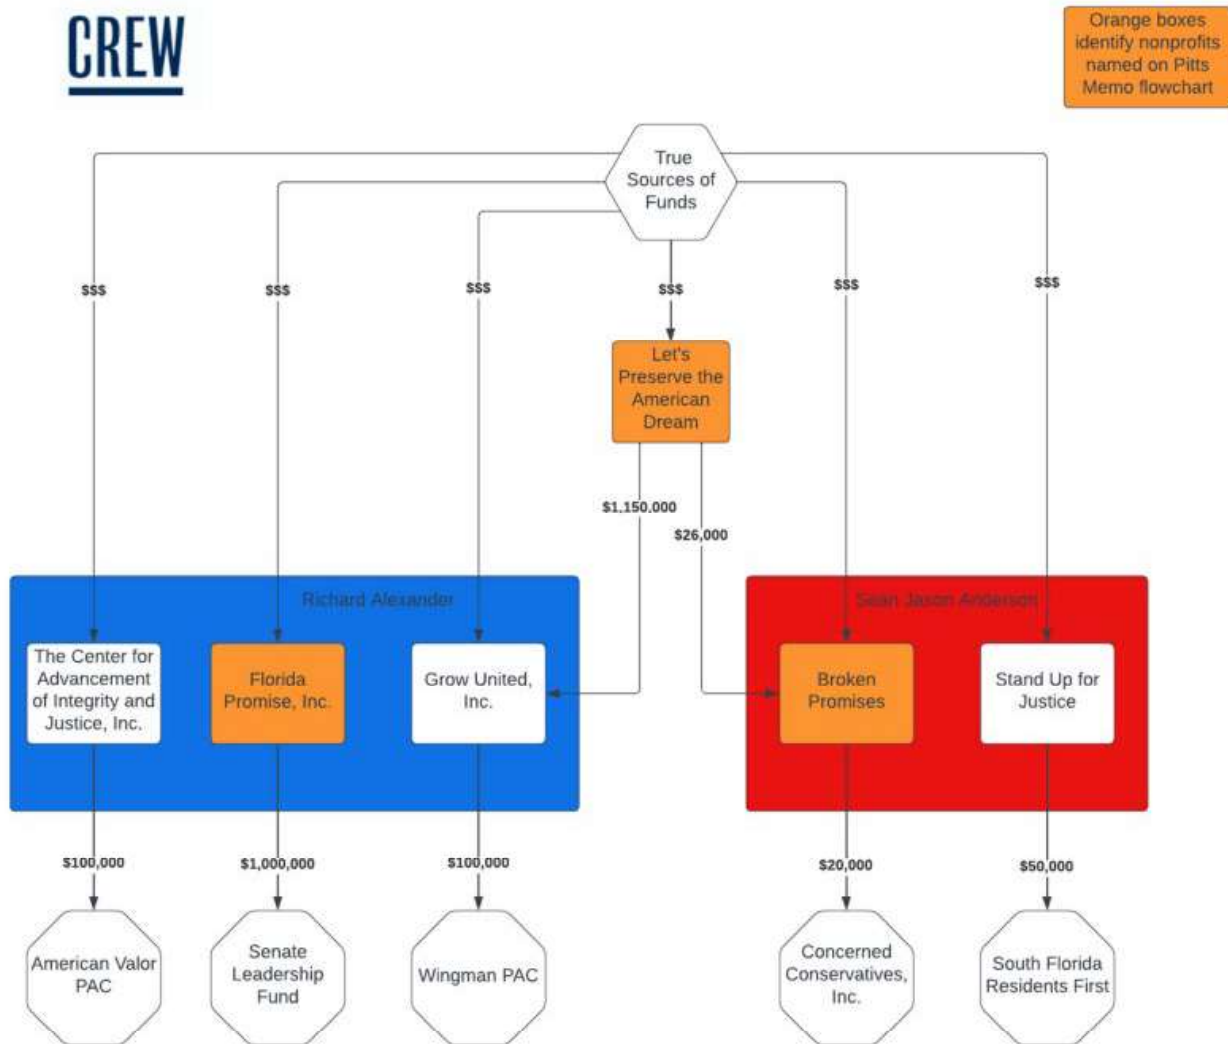 CREW
Orange boxes
identify nonprofits
named on Pitts
Memo flowchart
True
Sources of
Funds
$$$
$$$
$$$
$$$
$$$
$$$
Let's
Preserve the
American
Dream
$1,150,000
$26,000
Richard Alexander
Sean Jason Anderson
The Center for
Advancement
of Integrity and
Justice, Inc.
Florida
Promise, Inc.
Grow United,
Inc.
Broken
Promises
Stand Up for
Justice
$100,000
$1,000,000
$100,000
$20,000
$50,000
American Valor
PAC
Senate
Leadership
Fund
Wingman PAC
Concerned
Conservatives,
Inc.
South Florida
Residents First